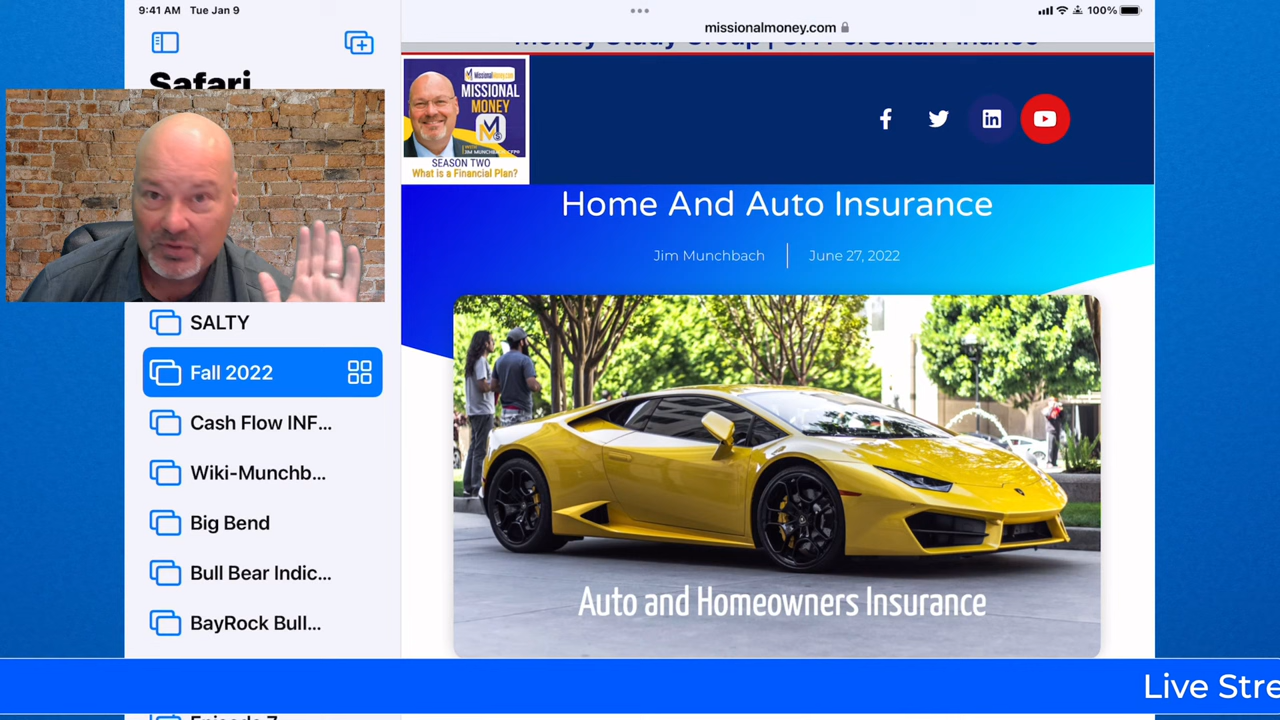 9:41 AM Tue Jan 9
100%
missionalmoney.com
Safari
MissionalMoney.com
MISSIONAL
MONEY
SEASON TWO
What is a Financial Plan?
Home And Auto Insurance
Jim Munchbach
June 27, 2022
SALTY
Fall 2022
Cash Flow INF...
Wiki-Munchb...
Big Bend
Bull Bear Indic...
BayRock Bull...
Auto and Homeowners Insurance
Live Stre